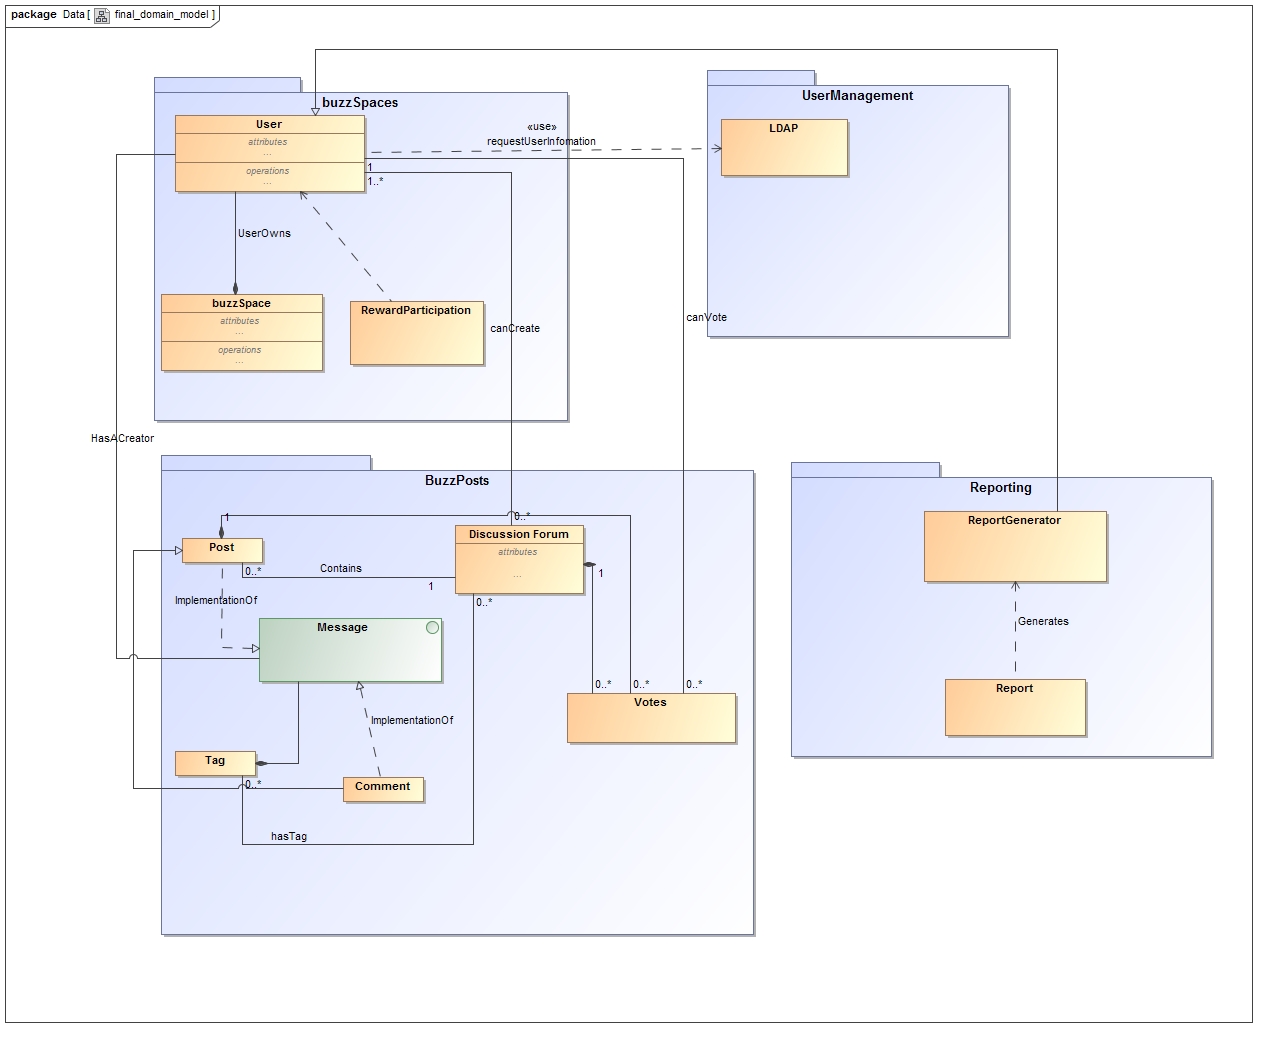 package Data [ final_domain_model ]
buzzSpaces
User
attributes
...
operations
...
«use»
requestUserInfomation
1
1..*
UserManagement
LDAP
UserOwns
buzzSpace
attributes
...
operations
...
RewardParticipation
canCreate
canVote
HasACreator
BuzzPosts
1
0..*
Post
0..*
Contains
1
Discussion Forum
attributes
...
1
0..*
ImplementationOf
Message
0..*
0..*
0..*
Votes
ImplementationOf
Tag
0..*
Comment
hasTag
Reporting
ReportGenerator
Generates
Report